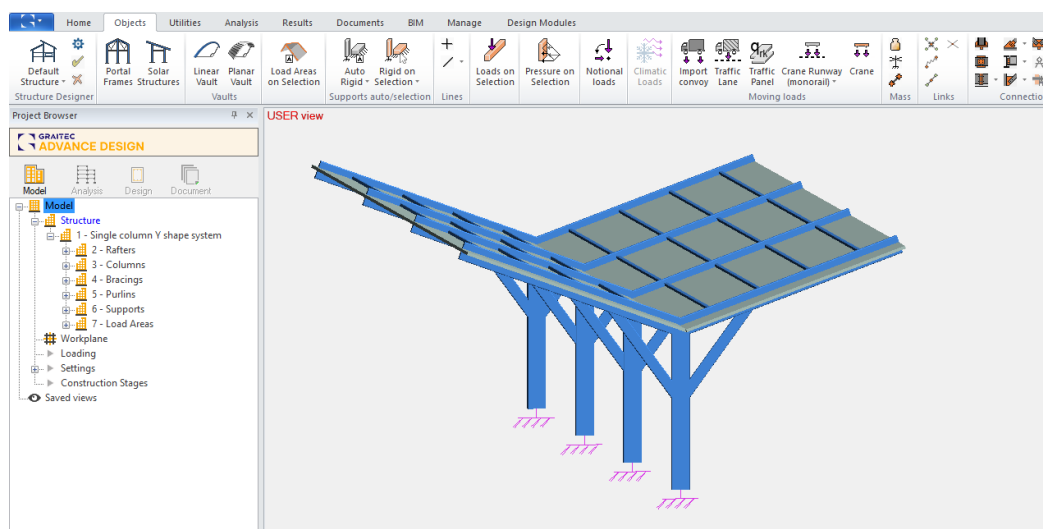 Home Objects Utilities Analysis Results Documents BIM Manage Design Modules
Default Structure Portal Frames Solar Structures Linear Vault Planar Vault Load Areas on Selection Auto Rigid Rigid on Selection Loads on Selection Pressure on Selection Notional loads Climatic Loads Import convoy Traffic Lane Traffic Panel Crane Runway (monorail) Crane
Structure Designer Vaults Supports auto/selection Lines Moving loads Mass Links Connectio
Project Browser
USER view
GRAITEC
ADVANCE DESIGN
Model Analysis Design Document
Model
Structure
1 - Single column Y shape system
2 - Rafters
3 - Columns
4 - Bracings
5 - Purlins
6 - Supports
7 - Load Areas
Workplane
Loading
Settings
Construction Stages
Saved views